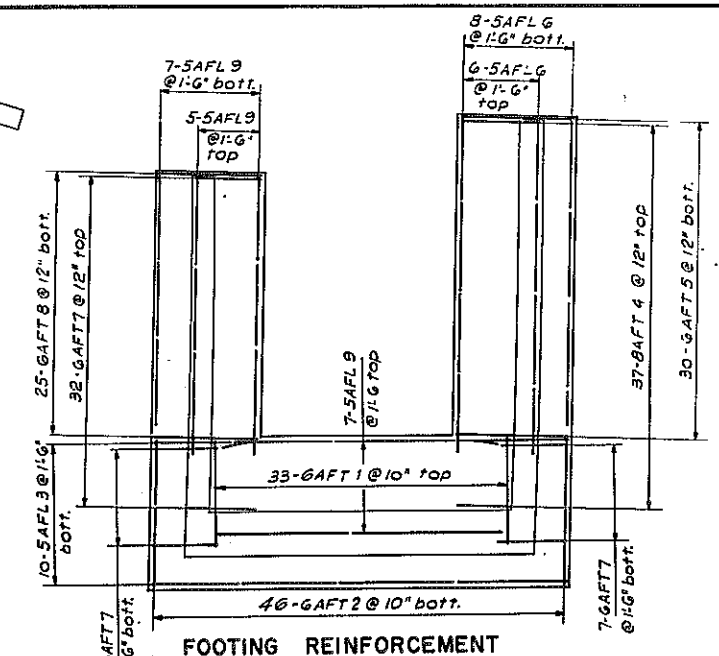 8-5AFL6
@ 1'-6" bott.
7-5AFL9
@ 1'-6" bott.
6-5AFL6
@ 1'-6"
top
5-5AFL9
@ 1'-6"
top
25-6AFT8 @ 12" bott.
32-6AFT7 @ 12" top
37-8AFT4 @ 12" top
30-6AFT5 @ 12" bott.
7-5AFL9
@ 1'-6 top
33-6AFT1 @ 10" top
10-5AFL3 @ 1'-6"
bott.
AFT7
6" bott.
7-6AFT7
@ 1'-6" bott.
46-6AFT2 @ 10" bott.
FOOTING REINFORCEMENT